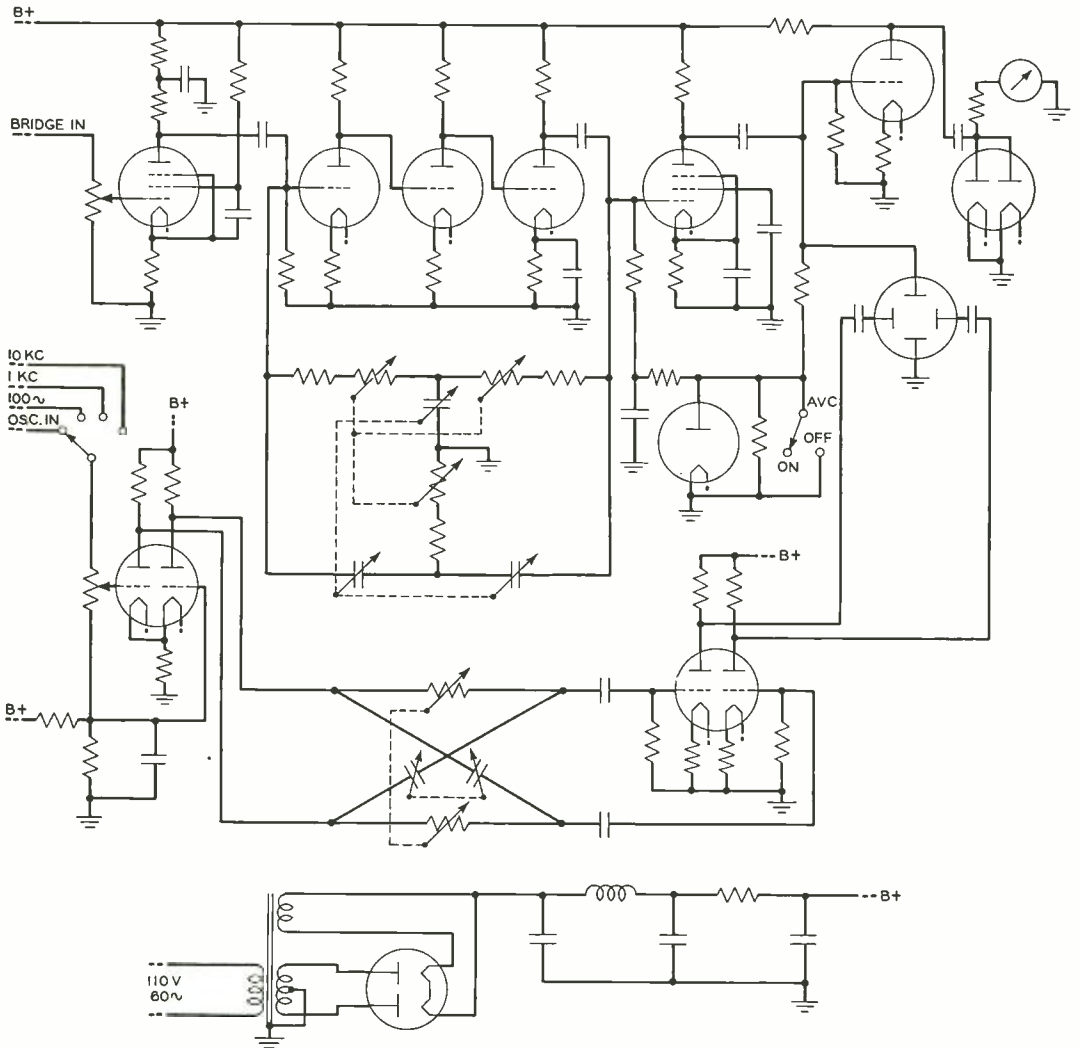 B+
BRIDGE IN
10 KC
1 KC
100~
OSC. IN
B+
AVC
OFF
ON
B+
B+
B+
110 V
60~